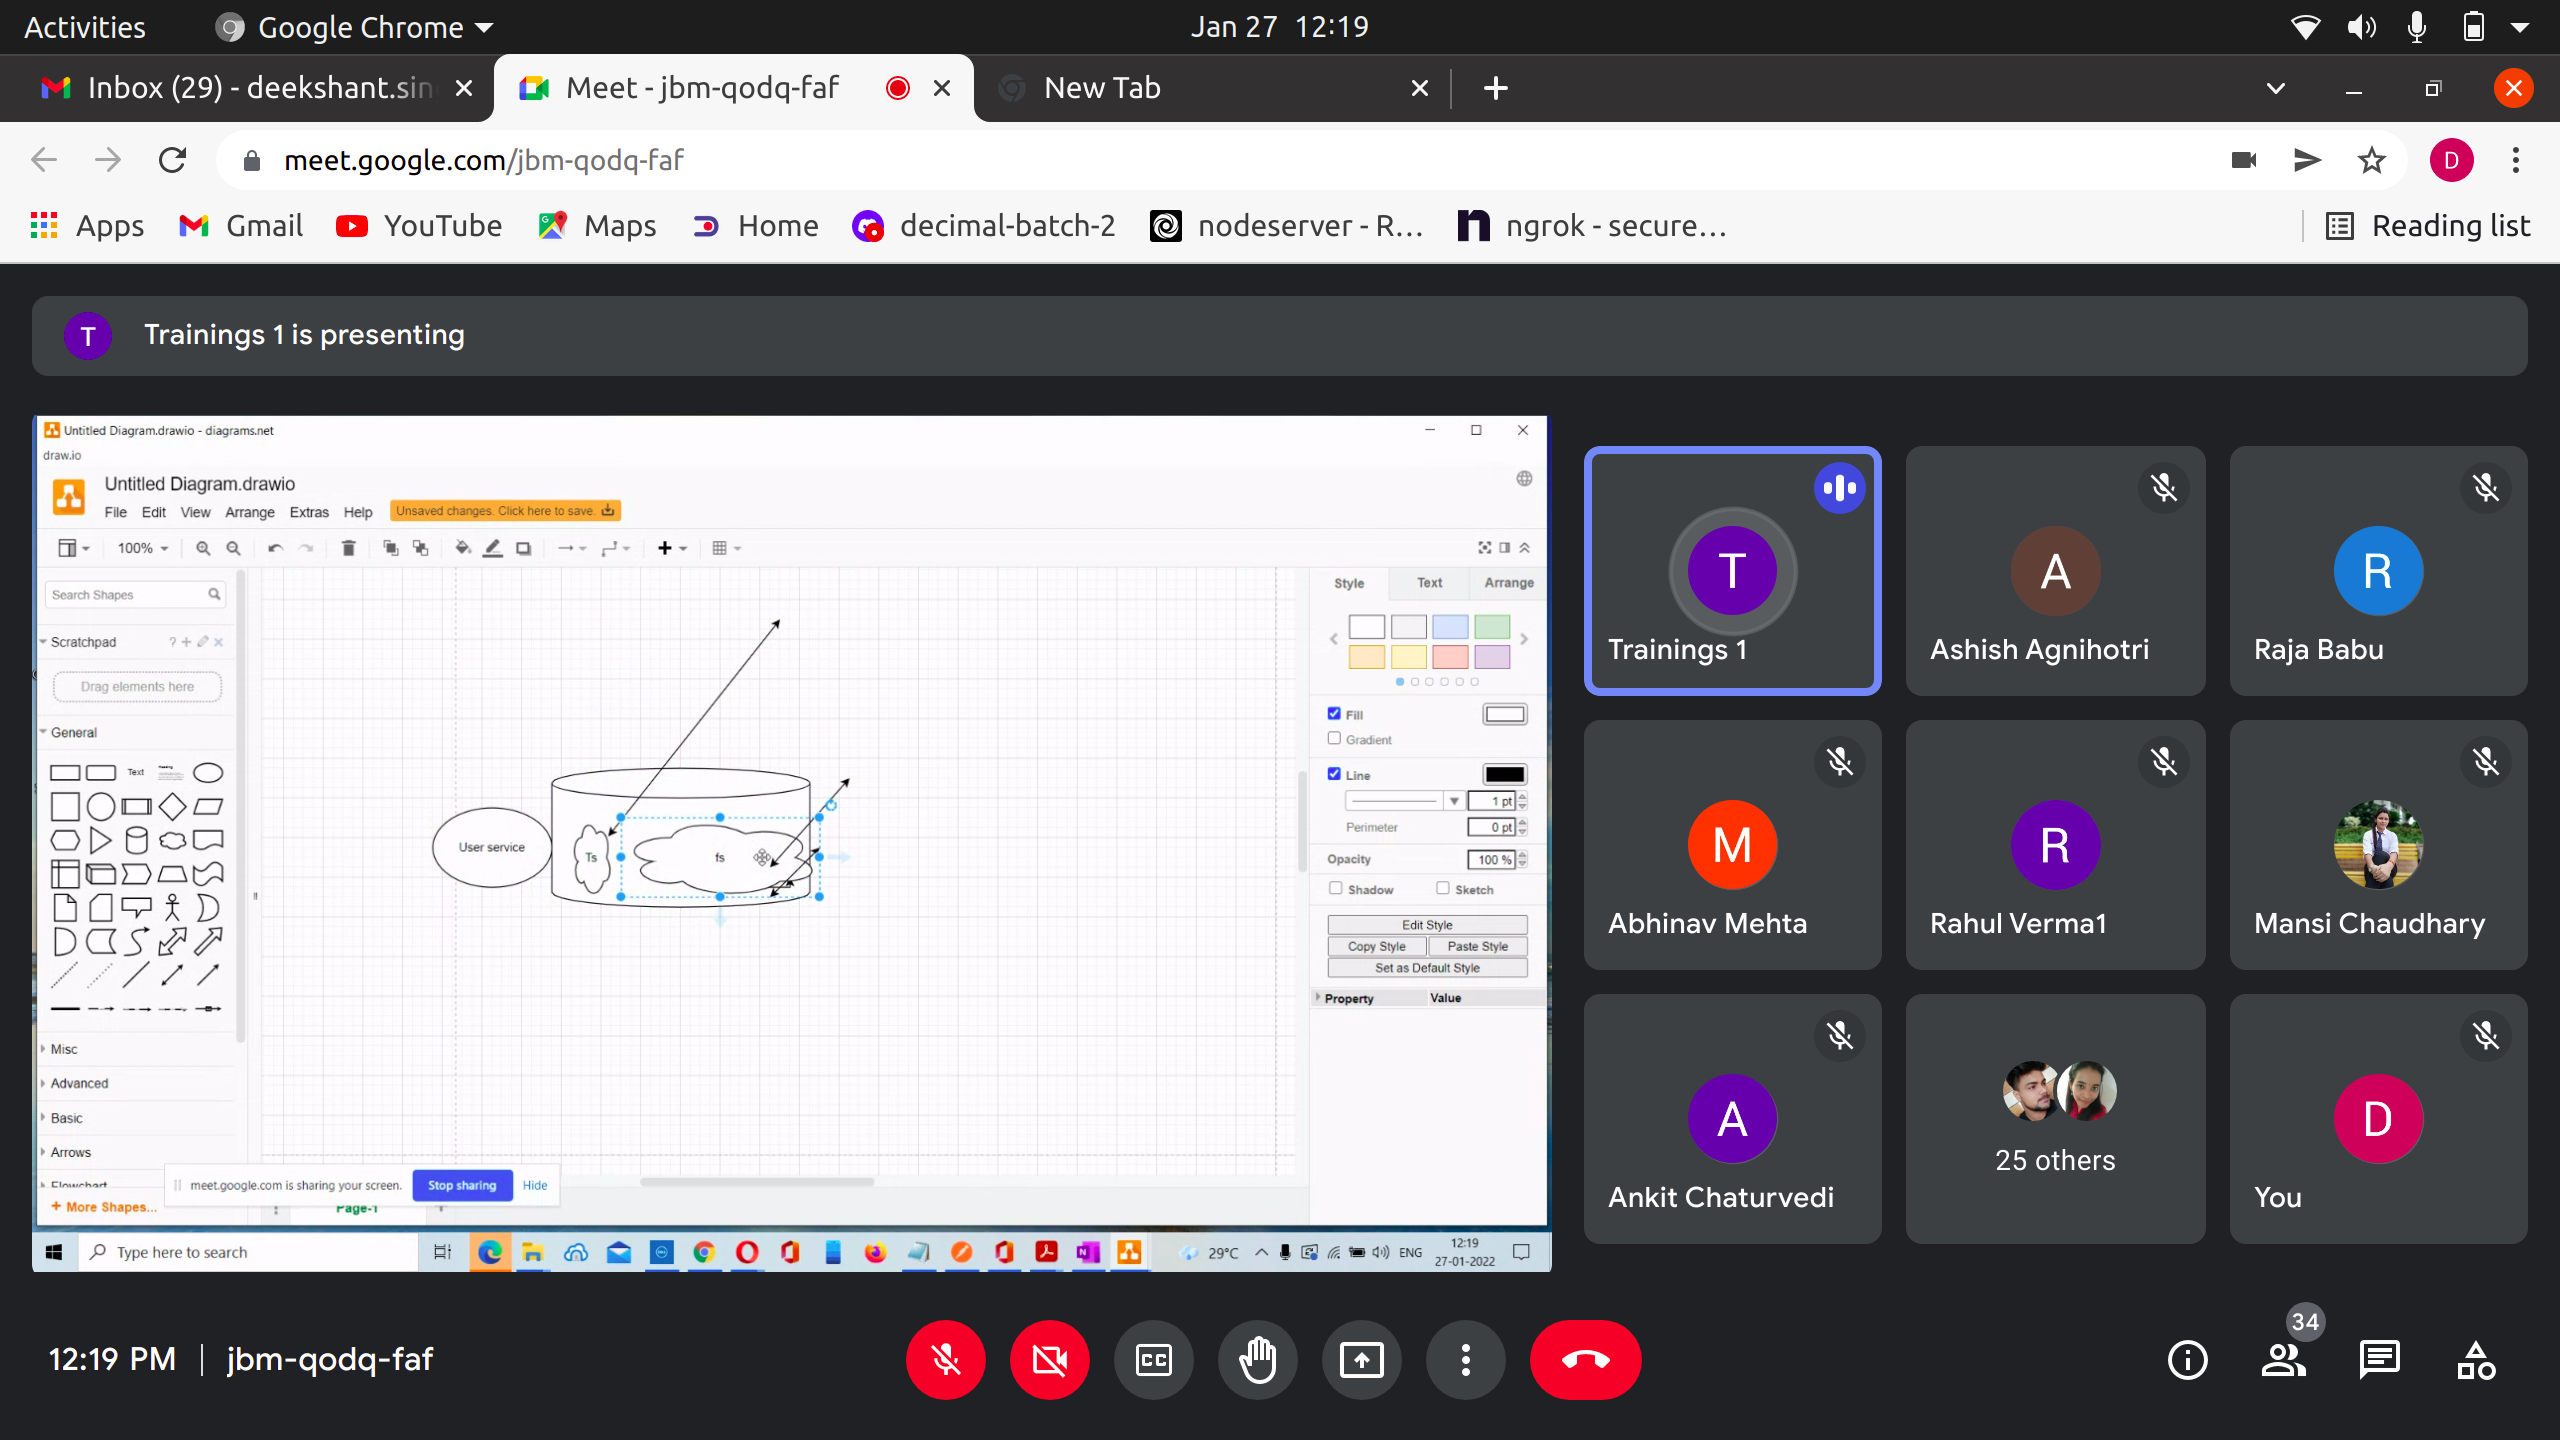 Activities
Google Chrome
Jan 27 12:19
Inbox (29) - deekshant.sin
Meet - jbm-qodq-faf
New Tab
meet.google.com/jbm-qodq-faf
D
Apps
Gmail
YouTube
Maps
Home
decimal-batch-2
nodeserver - R...
ngrok - secure...
Reading list
T
Trainings 1 is presenting
Untitled Diagram.drawio - diagrams.net
draw.io
Untitled Diagram.drawio
File Edit View Arrange Extras Help
Unsaved changes. Click here to save.
100%
Search Shapes
Scratchpad
?
Drag elements here
General
Text
Misc
Advanced
Basic
Arrows
Flowchart
+ More Shapes...
Page-1
User service
Ts
fs
Style Text Arrange
Fill
Gradient
Line
1 pt
Perimeter
0 pt
Opacity
100 %
Shadow
Sketch
Edit Style
Copy Style
Paste Style
Set as Default Style
Property Value
meet.google.com is sharing your screen.
Stop sharing
Hide
Type here to search
29°C
ENG
12:19
27-01-2022
T
Trainings 1
A
Ashish Agnihotri
R
Raja Babu
M
Abhinav Mehta
R
Rahul Verma1
Mansi Chaudhary
A
Ankit Chaturvedi
25 others
D
You
12:19 PM | jbm-qodq-faf
CC
34